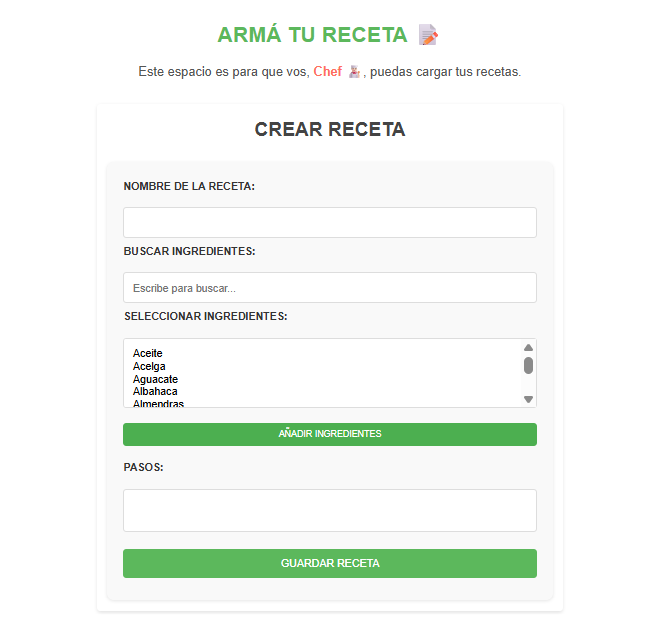 ARMÁ TU RECETA
Este espacio es para que vos, Chef, puedas cargar tus recetas.
CREAR RECETA
NOMBRE DE LA RECETA:
BUSCAR INGREDIENTES:
Escribe para buscar...
SELECCIONAR INGREDIENTES:
Aceite
Acelga
Aguacate
Albahaca
Almendras
AÑADIR INGREDIENTES
PASOS:
GUARDAR RECETA